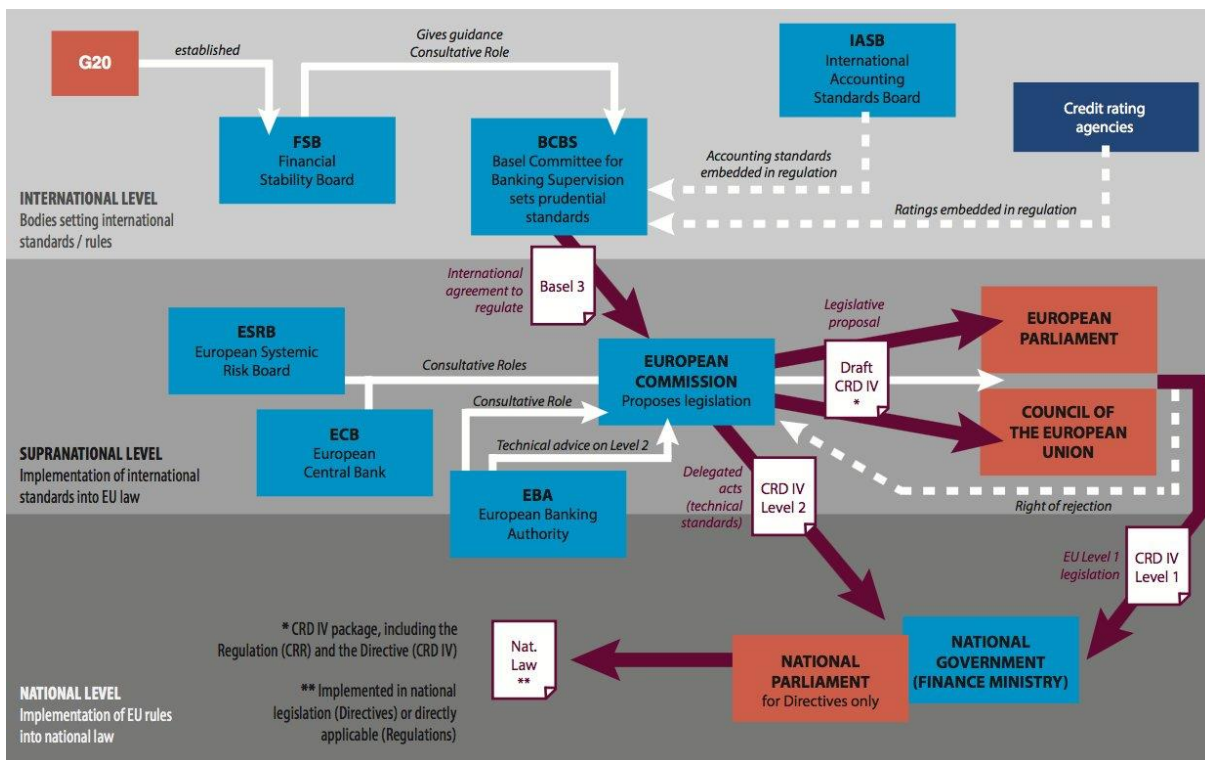 G20
established
Gives guidance
Consultative Role
IASB
International
Accounting
Standards Board
Credit rating
agencies
FSB
Financial
Stability Board
BCBS
Basel Committee for
Banking Supervision
sets prudential
standards
Accounting standards
embedded in regulation
Ratings embedded in regulation
INTERNATIONAL LEVEL
Bodies setting international
standards / rules
International
agreement to
regulate
Basel 3
Legislative
proposal
EUROPEAN
PARLIAMENT
ESRB
European Systemic
Risk Board
Consultative Roles
EUROPEAN
COMMISSION
Proposes legislation
Draft
CRD IV
*
COUNCIL OF
THE EUROPEAN
UNION
Consultative Role
ECB
European
Central Bank
Technical advice on Level 2
SUPRANATIONAL LEVEL
Implementation of international
standards into EU law
EBA
European Banking
Authority
Delegated
acts
(technical
standards)
CRD IV
Level 2
Right of rejection
EU Level 1
legislation
CRD IV
Level 1
* CRD IV package, including the
Regulation (CRR) and the Directive (CRD IV)
** Implemented in national
legislation (Directives) or directly
applicable (Regulations)
Nat.
Law
**
NATIONAL
PARLIAMENT
for Directives only
NATIONAL
GOVERNMENT
(FINANCE MINISTRY)
NATIONAL LEVEL
Implementation of EU rules
into national law